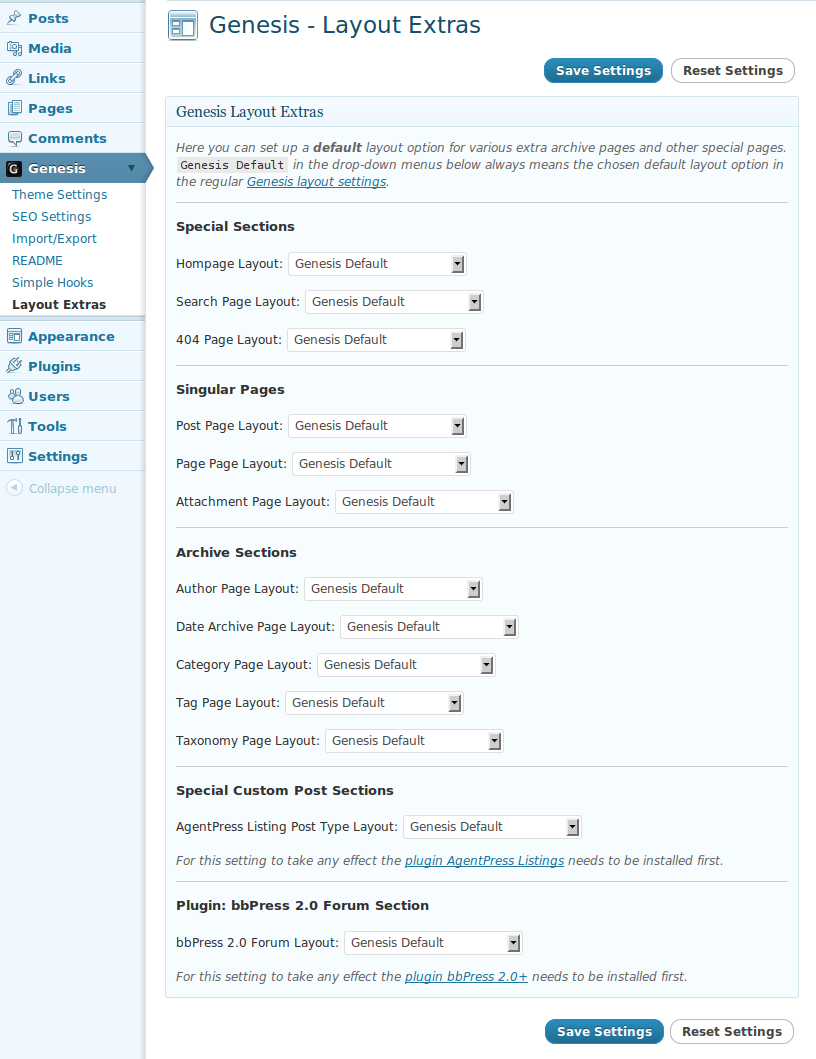 Posts
Media
Links
Pages
Comments
Genesis
Theme Settings
SEO Settings
Import/Export
README
Simple Hooks
Layout Extras
Appearance
Plugins
Users
Tools
Settings
Collapse menu
Genesis - Layout Extras
Save Settings Reset Settings
Genesis Layout Extras
Here you can set up a default layout option for various extra archive pages and other special pages.
Genesis Default in the drop-down menus below always means the chosen default layout option in
the regular Genesis layout settings.
Special Sections
Hompage Layout: Genesis Default
Search Page Layout: Genesis Default
404 Page Layout: Genesis Default
Singular Pages
Post Page Layout: Genesis Default
Page Page Layout: Genesis Default
Attachment Page Layout: Genesis Default
Archive Sections
Author Page Layout: Genesis Default
Date Archive Page Layout: Genesis Default
Category Page Layout: Genesis Default
Tag Page Layout: Genesis Default
Taxonomy Page Layout: Genesis Default
Special Custom Post Sections
AgentPress Listing Post Type Layout: Genesis Default
For this setting to take any effect the plugin AgentPress Listings needs to be installed first.
Plugin: bbPress 2.0 Forum Section
bbPress 2.0 Forum Layout: Genesis Default
For this setting to take any effect the plugin bbPress 2.0+ needs to be installed first.
Save Settings Reset Settings